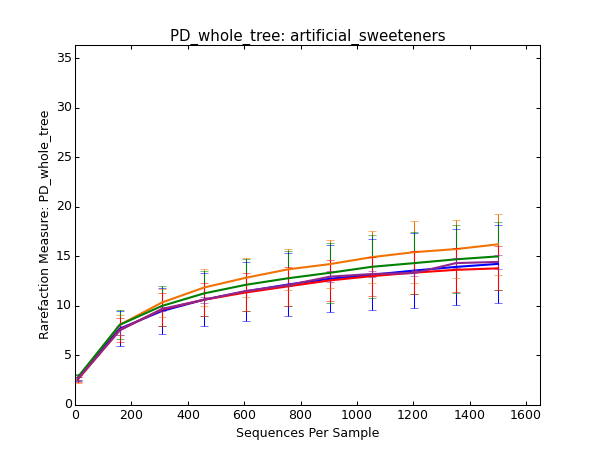 PD_whole_tree: artificial_sweeteners
Rarefaction Measure: PD_whole_tree
35
30
25
20
15
10
5
0
0 200 400 600 800 1000 1200 1400 1600
Sequences Per Sample